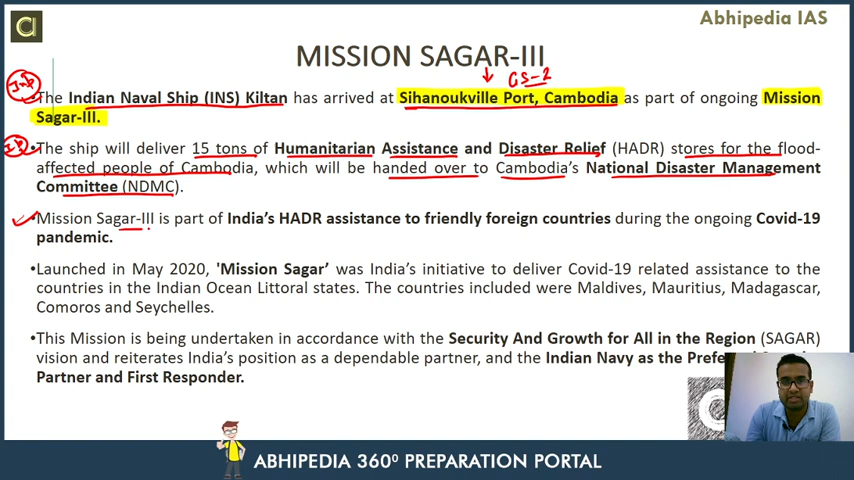 Abhipedia IAS
MISSION SAGAR-III
GS-2
Imp
•The Indian Naval Ship (INS) Kiltan has arrived at Sihanoukville Port, Cambodia as part of ongoing Mission
Sagar-III.
•The ship will deliver 15 tons of Humanitarian Assistance and Disaster Relief (HADR) stores for the flood-
affected people of Cambodia, which will be handed over to Cambodia's National Disaster Management
Committee (NDMC).
•Mission Sagar-III is part of India's HADR assistance to friendly foreign countries during the ongoing Covid-19
pandemic.
•Launched in May 2020, 'Mission Sagar' was India's initiative to deliver Covid-19 related assistance to the
countries in the Indian Ocean Littoral states. The countries included were Maldives, Mauritius, Madagascar,
Comoros and Seychelles.
•This Mission is being undertaken in accordance with the Security And Growth for All in the Region (SAGAR)
vision and reiterates India's position as a dependable partner, and the Indian Navy as the
Partner and First Responder.
ABHIPEDIA 360⁰ PREPARATION PORTAL